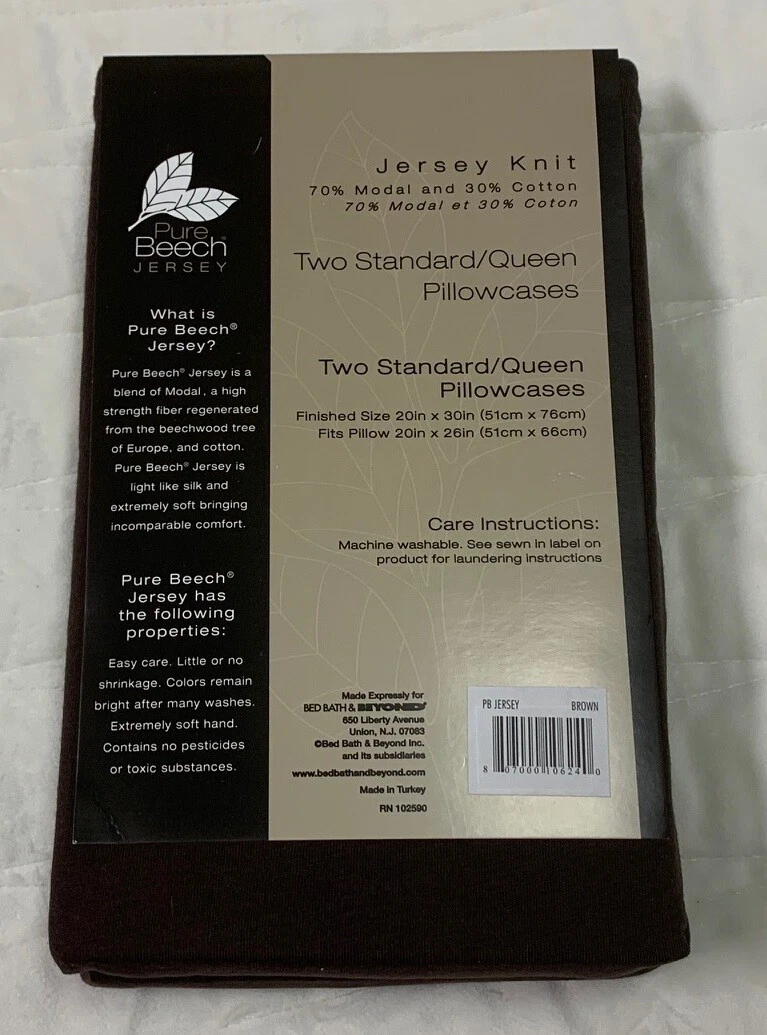 Pure
Beech®
JERSEY
What is
Pure Beech®
Jersey?
Pure Beech® Jersey is a
blend of Modal, a high
strength fiber regenerated
from the beechwood tree
of Europe, and cotton.
Pure Beech® Jersey is
light like silk and
extremely soft bringing
incomparable comfort.
Pure Beech®
Jersey has
the following
properties:
Easy care. Little or no
shrinkage. Colors remain
bright after many washes.
Extremely soft hand.
Contains no pesticides
or toxic substances.
Jersey Knit
70% Modal and 30% Cotton
70% Modal et 30% Coton
Two Standard/Queen
Pillowcases
Two Standard/Queen
Pillowcases
Finished Size 20in x 30in (51cm x 76cm)
Fits Pillow 20in x 26in (51cm x 66cm)
Care Instructions:
Machine washable. See sewn in label on
product for laundering instructions
Made Expressly for
BED BATH & BEYOND®
650 Liberty Avenue
Union, N.J. 07083
©Bed Bath & Beyond Inc.
and its subsidiaries
www.bedbathandbeyond.com
Made in Turkey
RN 102590
PB JERSEY BROWN
8 07000 10624 0